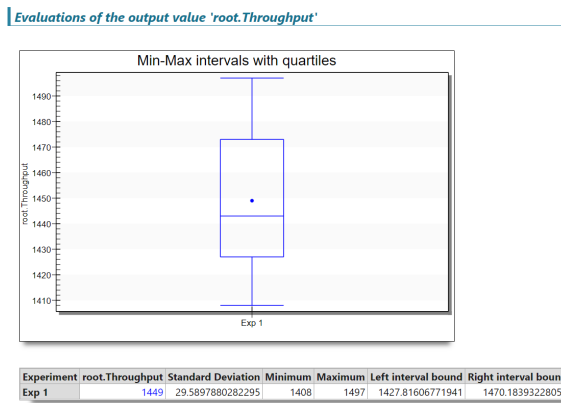 Evaluations of the output value 'root.Throughput'
Min-Max intervals with quartiles
1490
1480
1470
1460
1450
1440
1430
1420
1410
root.Throughput
Exp 1
Experiment root.Throughput Standard Deviation Minimum Maximum Left interval bound Right interval boun
Exp 1 1449 29.5897880282295 1408 1497 1427.81606771941 1470.1839322805